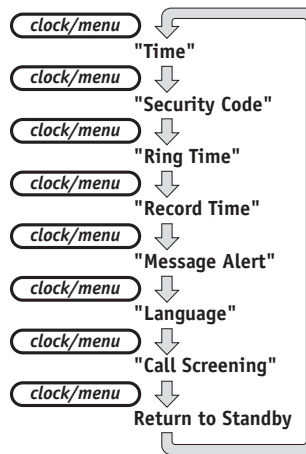 clock/menu
"Time"
clock/menu
"Security Code"
clock/menu
"Ring Time"
clock/menu
"Record Time"
clock/menu
"Message Alert"
clock/menu
"Language"
clock/menu
"Call Screening"
clock/menu
Return to Standby